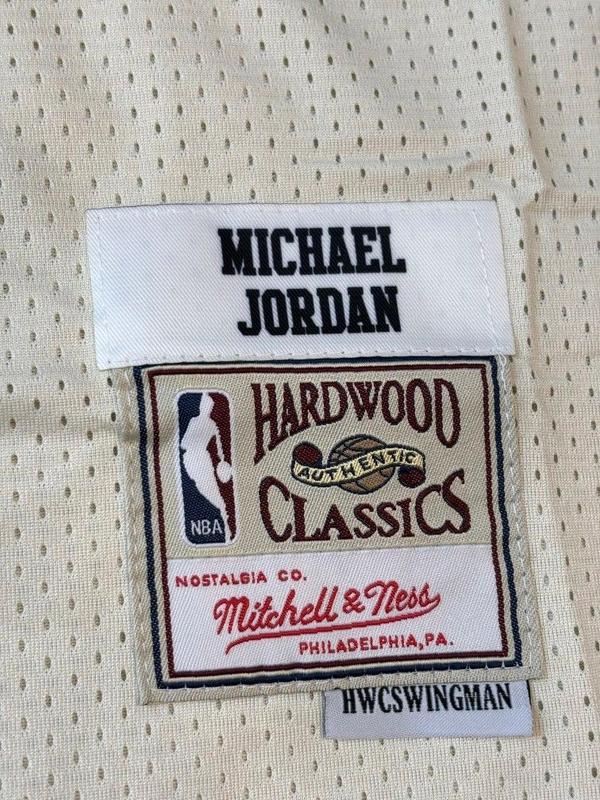 MICHAEL
JORDAN
HARDWOOD
AUTHENTIC
CLASSICS
NBA
NOSTALGIA CO.
Mitchell & Ness
PHILADELPHIA, PA.
HWCSWINGMAN